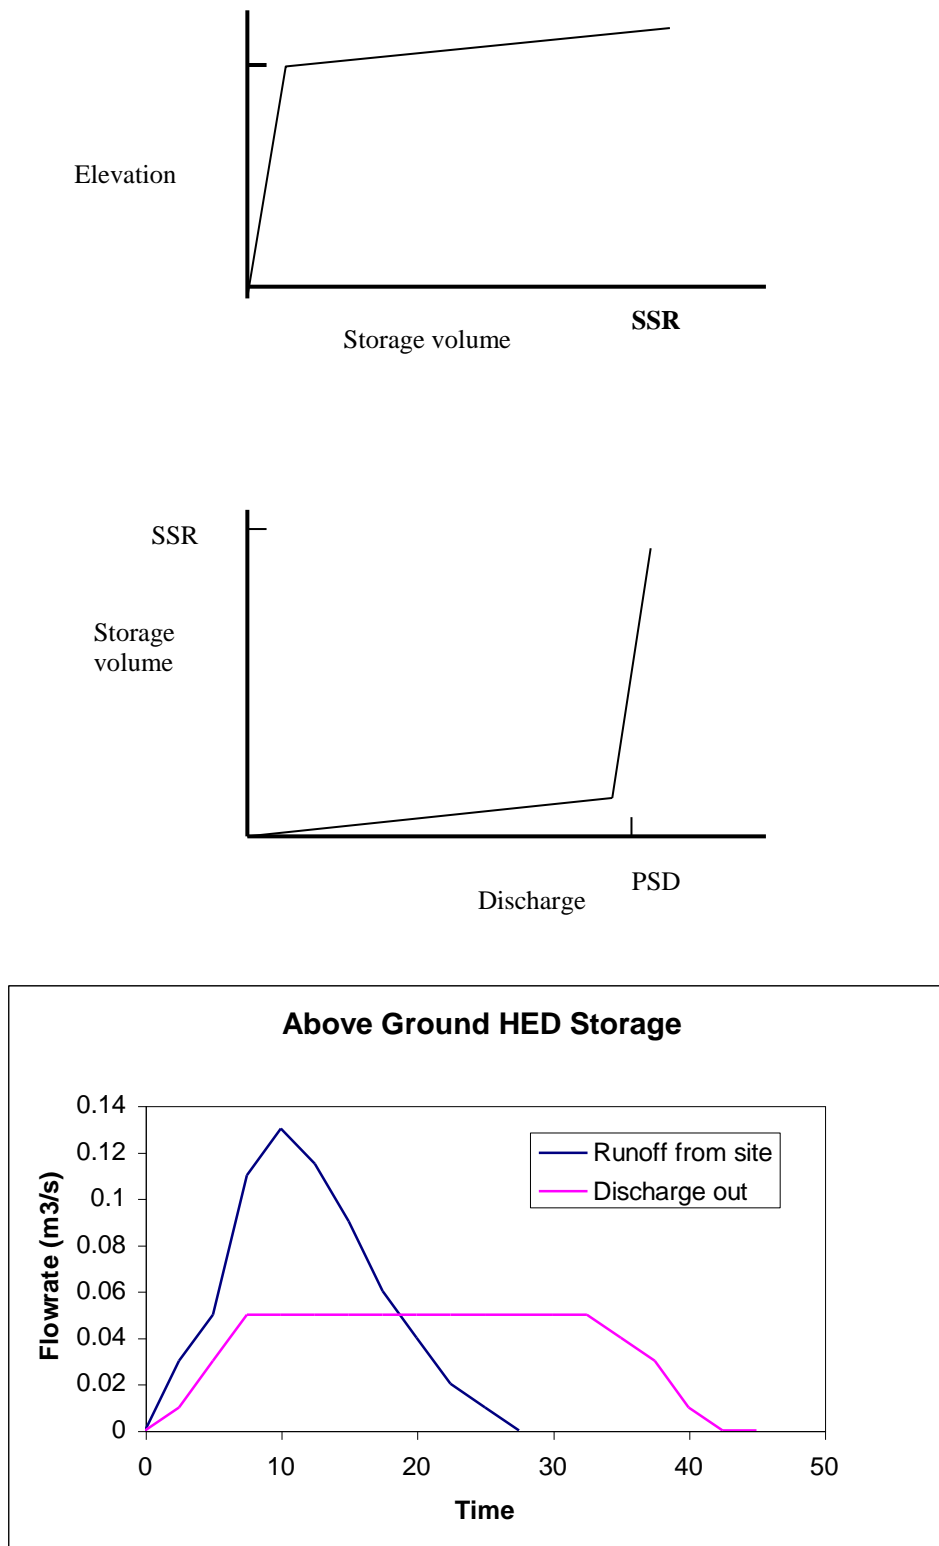 Elevation
SSR
Storage volume
SSR
Storage
volume
PSD
Discharge
Above Ground HED Storage
0.14
0.12
0.1
0.08
0.06
0.04
0.02
0
Flowrate (m3/s)
Runoff from site
Discharge out
0 10 20 30 40 50
Time